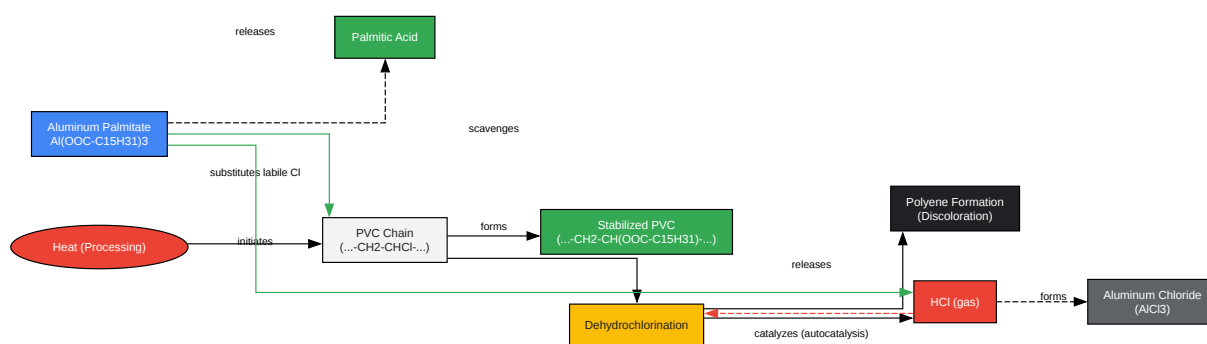 releases
Palmitic Acid
Aluminum Palmitate
Al(OOC-C15H31)3
scavenges
substitutes labile Cl
Heat (Processing)
initiates
PVC Chain
(...-CH2-CHCl-...)
forms
Stabilized PVC
(...-CH2-CH(OOC-C15H31)-...)
Polyene Formation
(Discoloration)
releases
Dehydrochlorination
catalyzes (autocatalysis)
HCl (gas)
forms
Aluminum Chloride
(AlCl3)